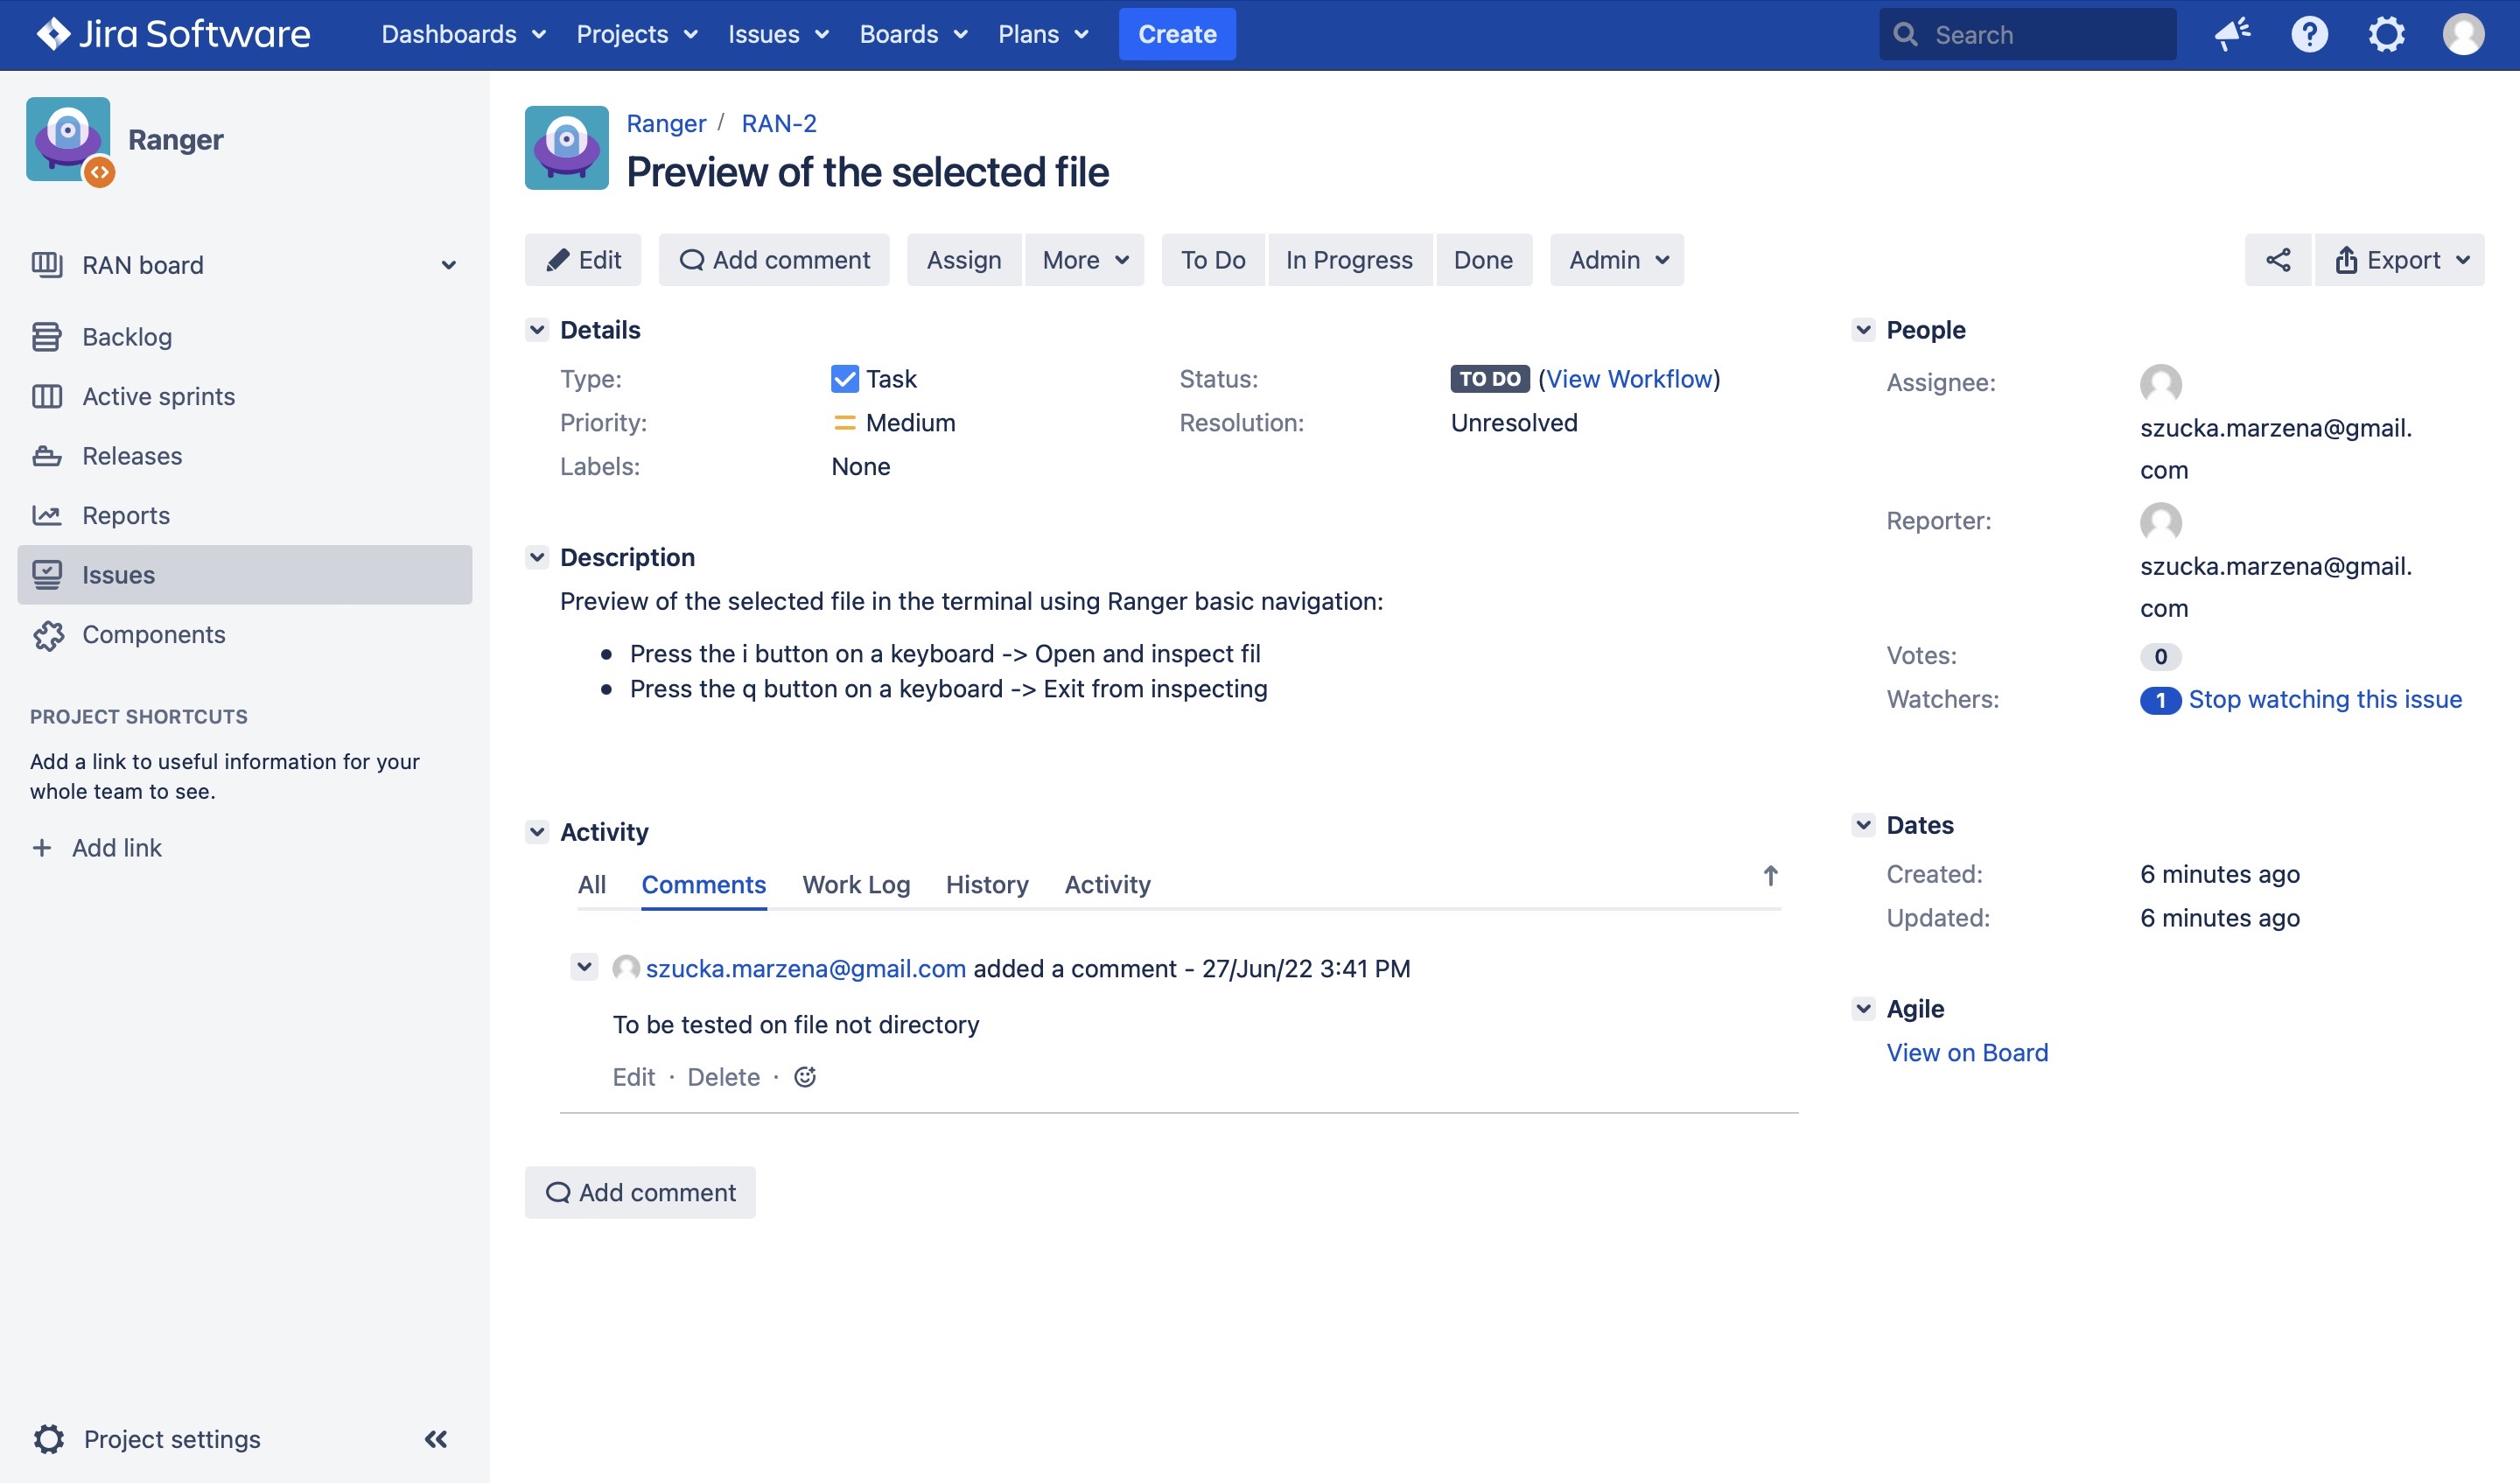 Jira Software Dashboards Projects Issues Boards Plans Create Search
Ranger
RAN board
Backlog
Active sprints
Releases
Reports
Issues
Components
PROJECT SHORTCUTS
Add a link to useful information for your
whole team to see.
+ Add link
Project settings
Ranger / RAN-2
Preview of the selected file
Edit Add comment Assign More To Do In Progress Done Admin Export
Details
Type: Task Status: TO DO (View Workflow)
Priority: Medium Resolution: Unresolved
Labels: None
Description
Preview of the selected file in the terminal using Ranger basic navigation:
• Press the i button on a keyboard -> Open and inspect fil
• Press the q button on a keyboard -> Exit from inspecting
Activity
All Comments Work Log History Activity
szucka.marzena@gmail.com added a comment - 27/Jun/22 3:41 PM
To be tested on file not directory
Edit · Delete ·
Add comment
People
Assignee:
szucka.marzena@gmail.
com
Reporter:
szucka.marzena@gmail.
com
Votes: 0
Watchers: 1 Stop watching this issue
Dates
Created: 6 minutes ago
Updated: 6 minutes ago
Agile
View on Board